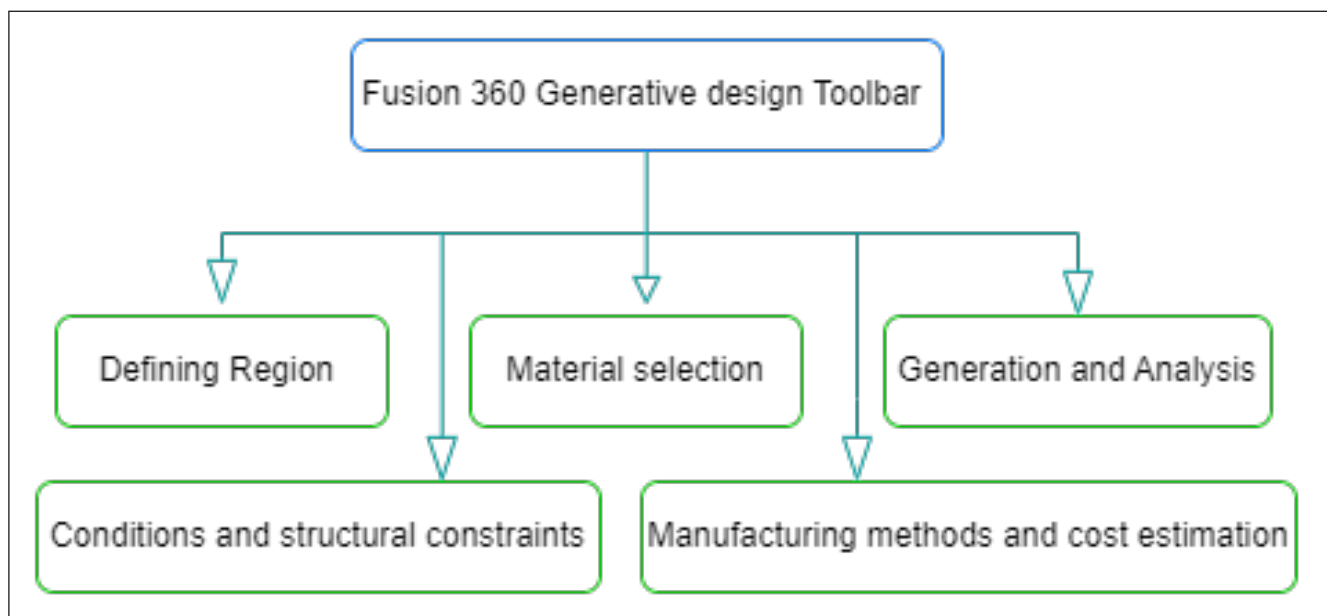 Fusion 360 Generative design Toolbar
Defining Region
Material selection
Generation and Analysis
Conditions and structural constraints
Manufacturing methods and cost estimation